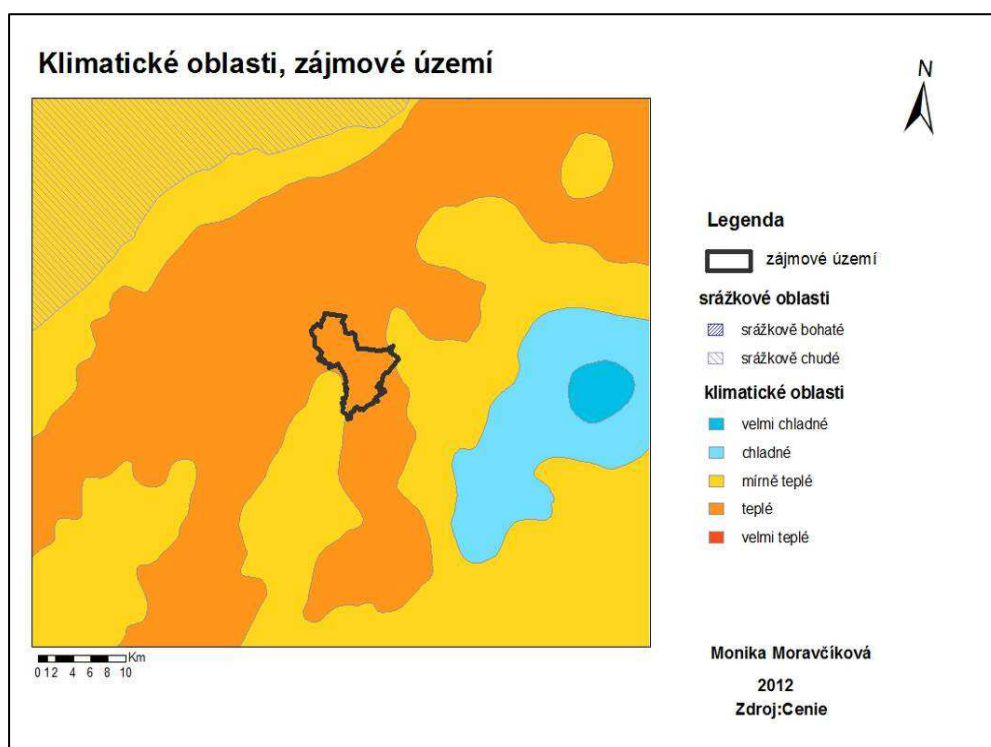 Klimatické oblasti, zájmové území
N
Legenda
zájmové území
srážkové oblasti
srážkově bohaté
srážkově chudé
klimatické oblasti
velmi chladné
chladné
mírně teplé
teplé
velmi teplé
Km
0 1 2 4 6 8 10
Monika Moravčíková
2012
Zdroj:Cenie